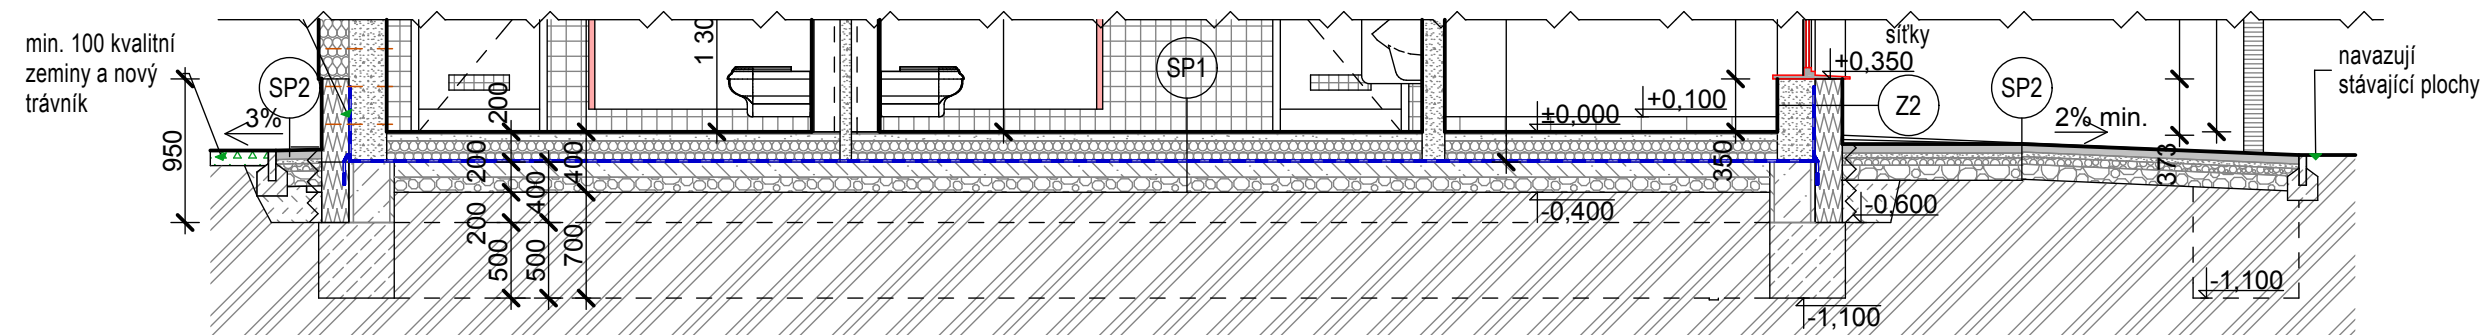 min. 100 kvalitní
zeminy a nový
trávník
SP2
3%
950
1 30
200
200
400
400
200
500
500
700
SP1
±0,000
+0,100
350
-0,400
síťky
+0,350
Z2
SP2
2% min.
373
-0,600
-1,100
-1,100
navazují
stávající plochy